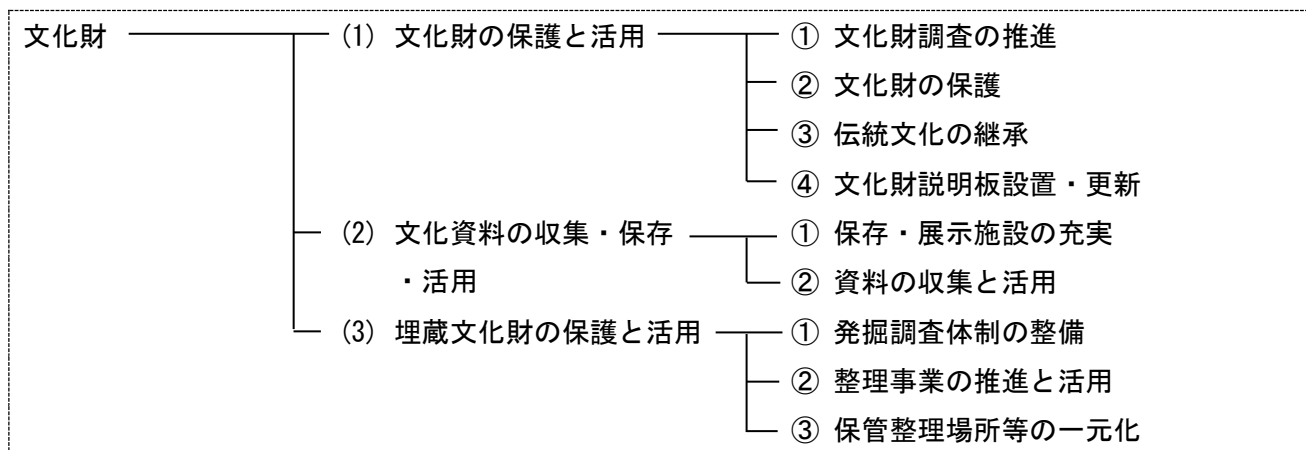 文化財 (1) 文化財の保護と活用 ① 文化財調査の推進
② 文化財の保護
③ 伝統文化の継承
④ 文化財説明板設置・更新
(2) 文化資料の収集・保存 ① 保存・展示施設の充実
・活用 ② 資料の収集と活用
(3) 埋蔵文化財の保護と活用 ① 発掘調査体制の整備
② 整理事業の推進と活用
③ 保管整理場所等の一元化